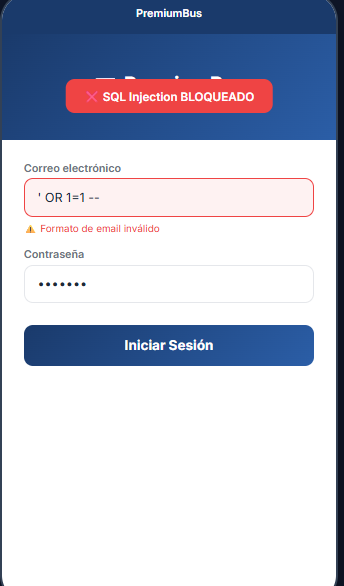 PremiumBus
❌ SQL Injection BLOQUEADO
Correo electrónico
' OR 1=1 --
⚠️ Formato de email inválido
Contraseña
•••••••
Iniciar Sesión